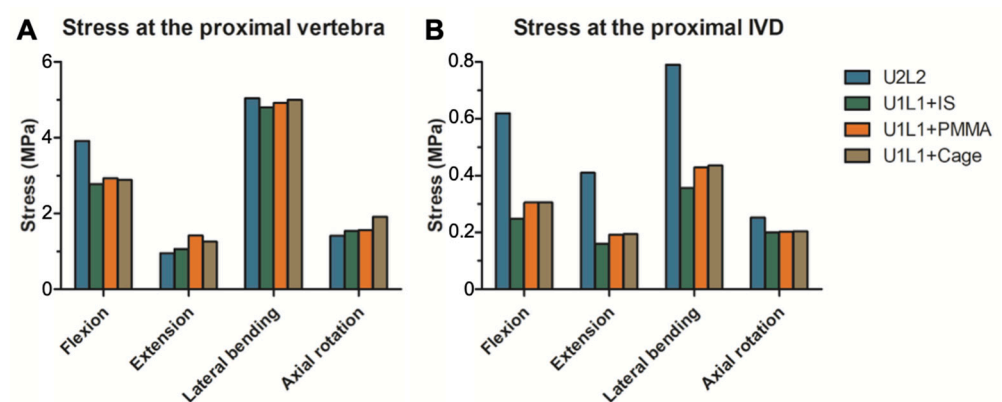 A Stress at the proximal vertebra
6
4
2
0
Stress (MPa)
Flexion
Extension
Lateral bending
Axial rotation
B Stress at the proximal IVD
0.8
0.6
0.4
0.2
0
Stress (MPa)
Flexion
Extension
Lateral bending
Axial rotation
U2L2
U1L1+IS
U1L1+PMMA
U1L1+Cage